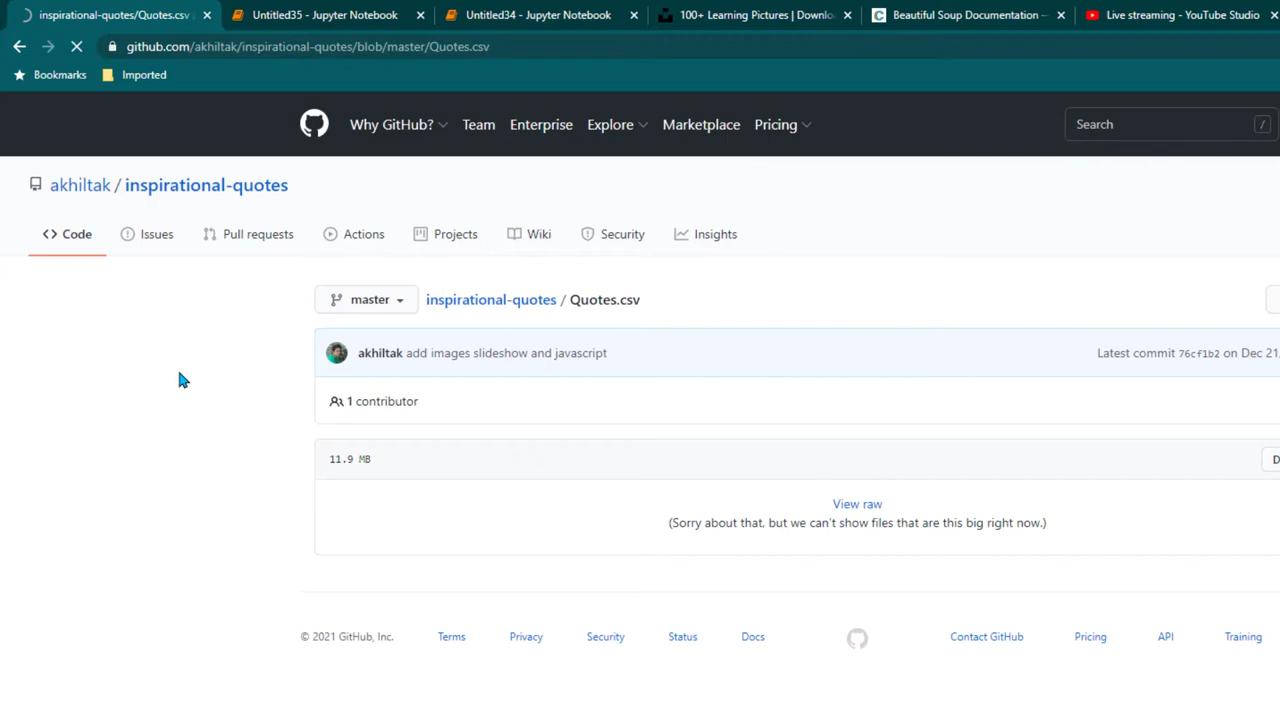 inspirational-quotes/Quotes.csv
Untitled35 - Jupyter Notebook
Untitled34 - Jupyter Notebook
100+ Learning Pictures | Downlo
Beautiful Soup Documentation —
Live streaming - YouTube Studio
github.com/akhiltak/inspirational-quotes/blob/master/Quotes.csv
Bookmarks Imported
Why GitHub? Team Enterprise Explore Marketplace Pricing Search /
akhiltak / inspirational-quotes
<> Code Issues Pull requests Actions Projects Wiki Security Insights
master inspirational-quotes / Quotes.csv
akhiltak add images slideshow and javascript Latest commit 76cf1b2 on Dec 21,
1 contributor
11.9 MB D
View raw
(Sorry about that, but we can't show files that are this big right now.)
© 2021 GitHub, Inc. Terms Privacy Security Status Docs Contact GitHub Pricing API Training